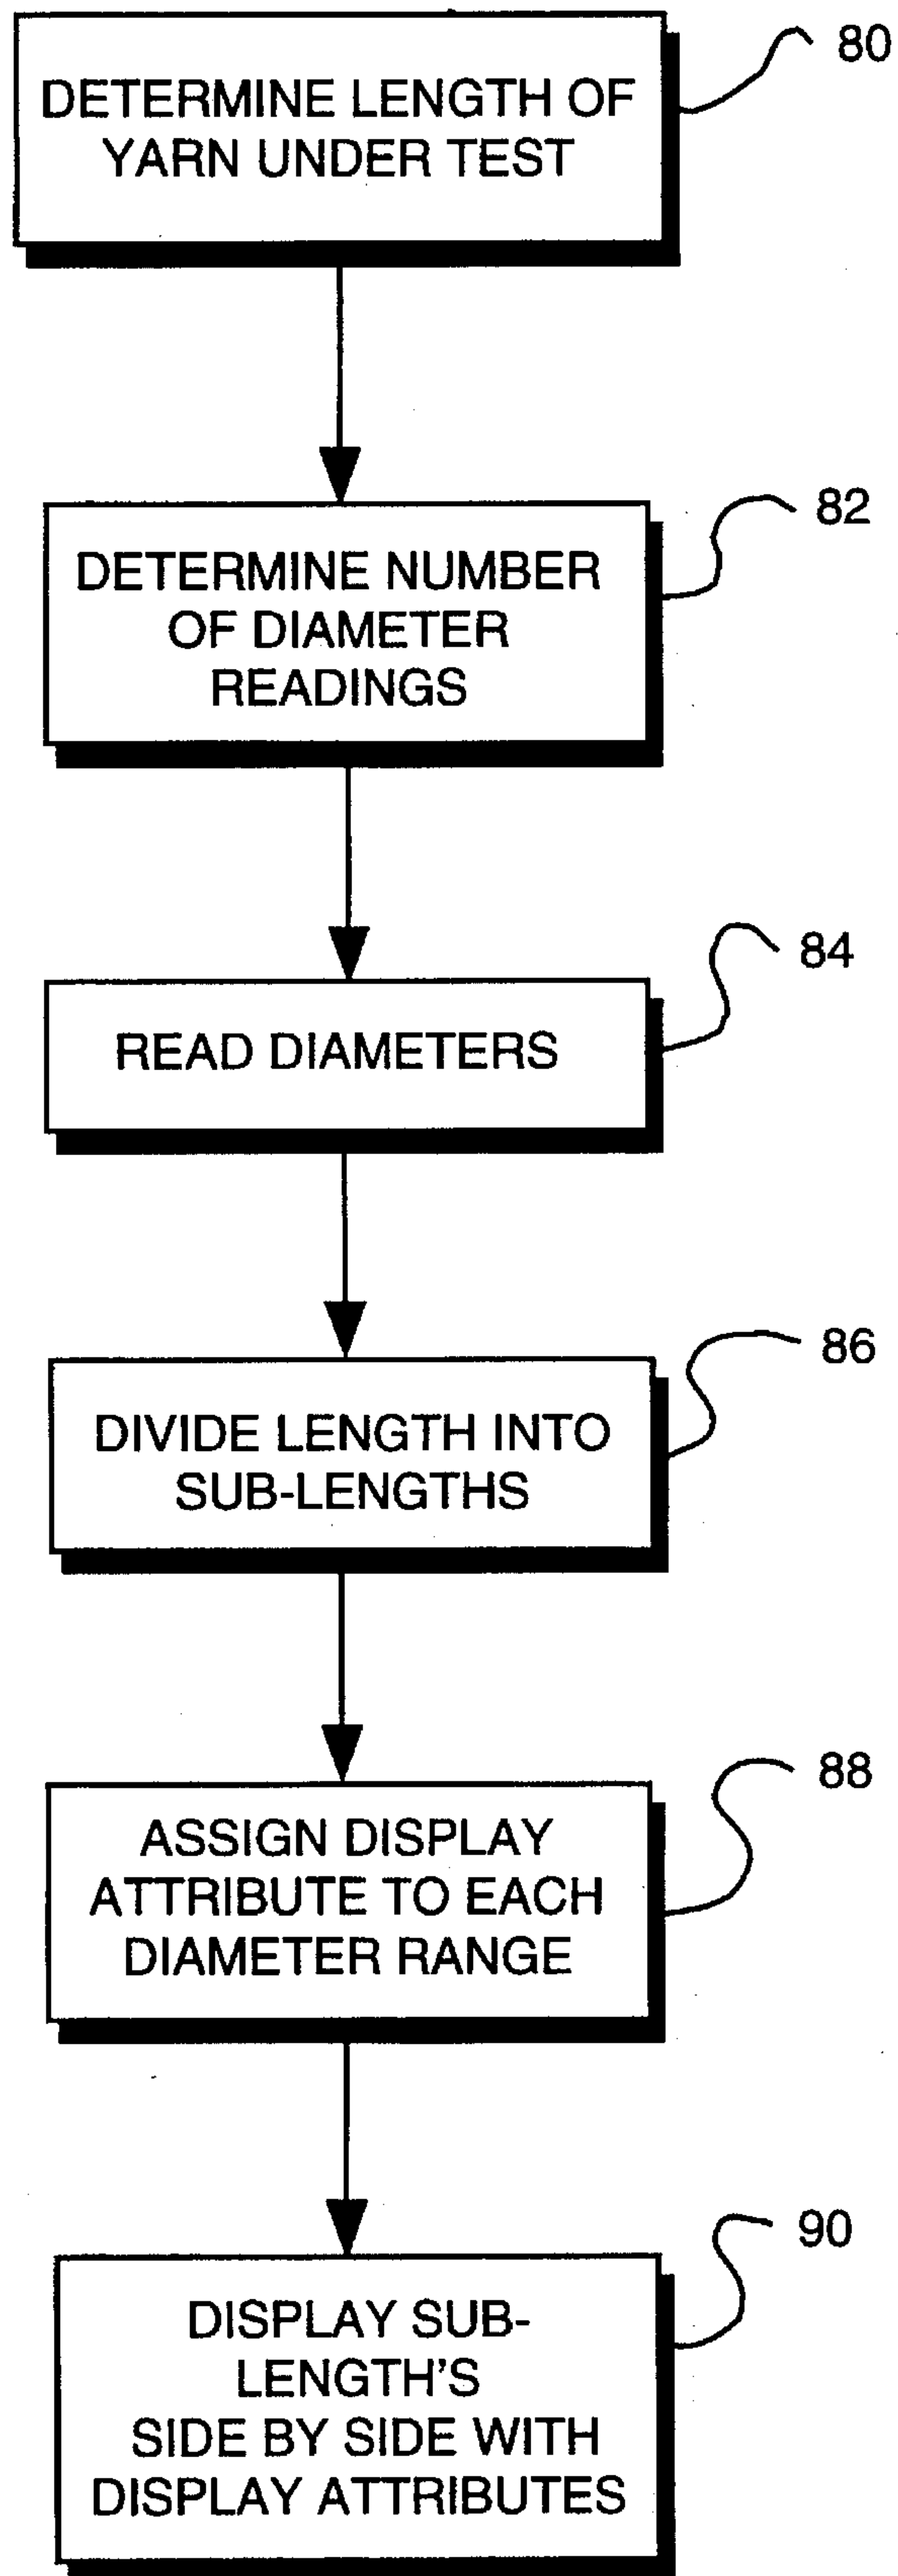 80
DETERMINE LENGTH OF
YARN UNDER TEST
82
DETERMINE NUMBER
OF DIAMETER
READINGS
84
READ DIAMETERS
86
DIVIDE LENGTH INTO
SUB-LENGTHS
88
ASSIGN DISPLAY
ATTRIBUTE TO EACH
DIAMETER RANGE
90
DISPLAY SUB-
LENGTH'S
SIDE BY SIDE WITH
DISPLAY ATTRIBUTES